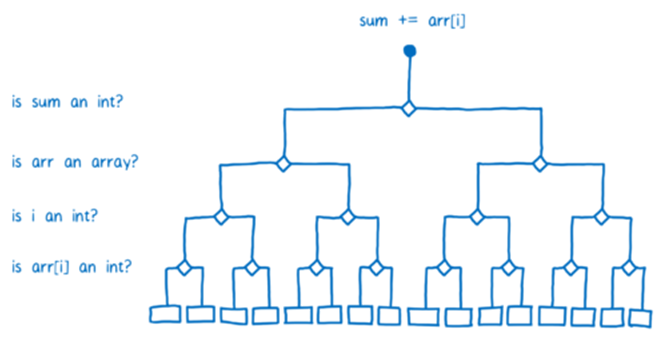 sum += arr[i]
is sum an int?
is arr an array?
is i an int?
is arr[i] an int?